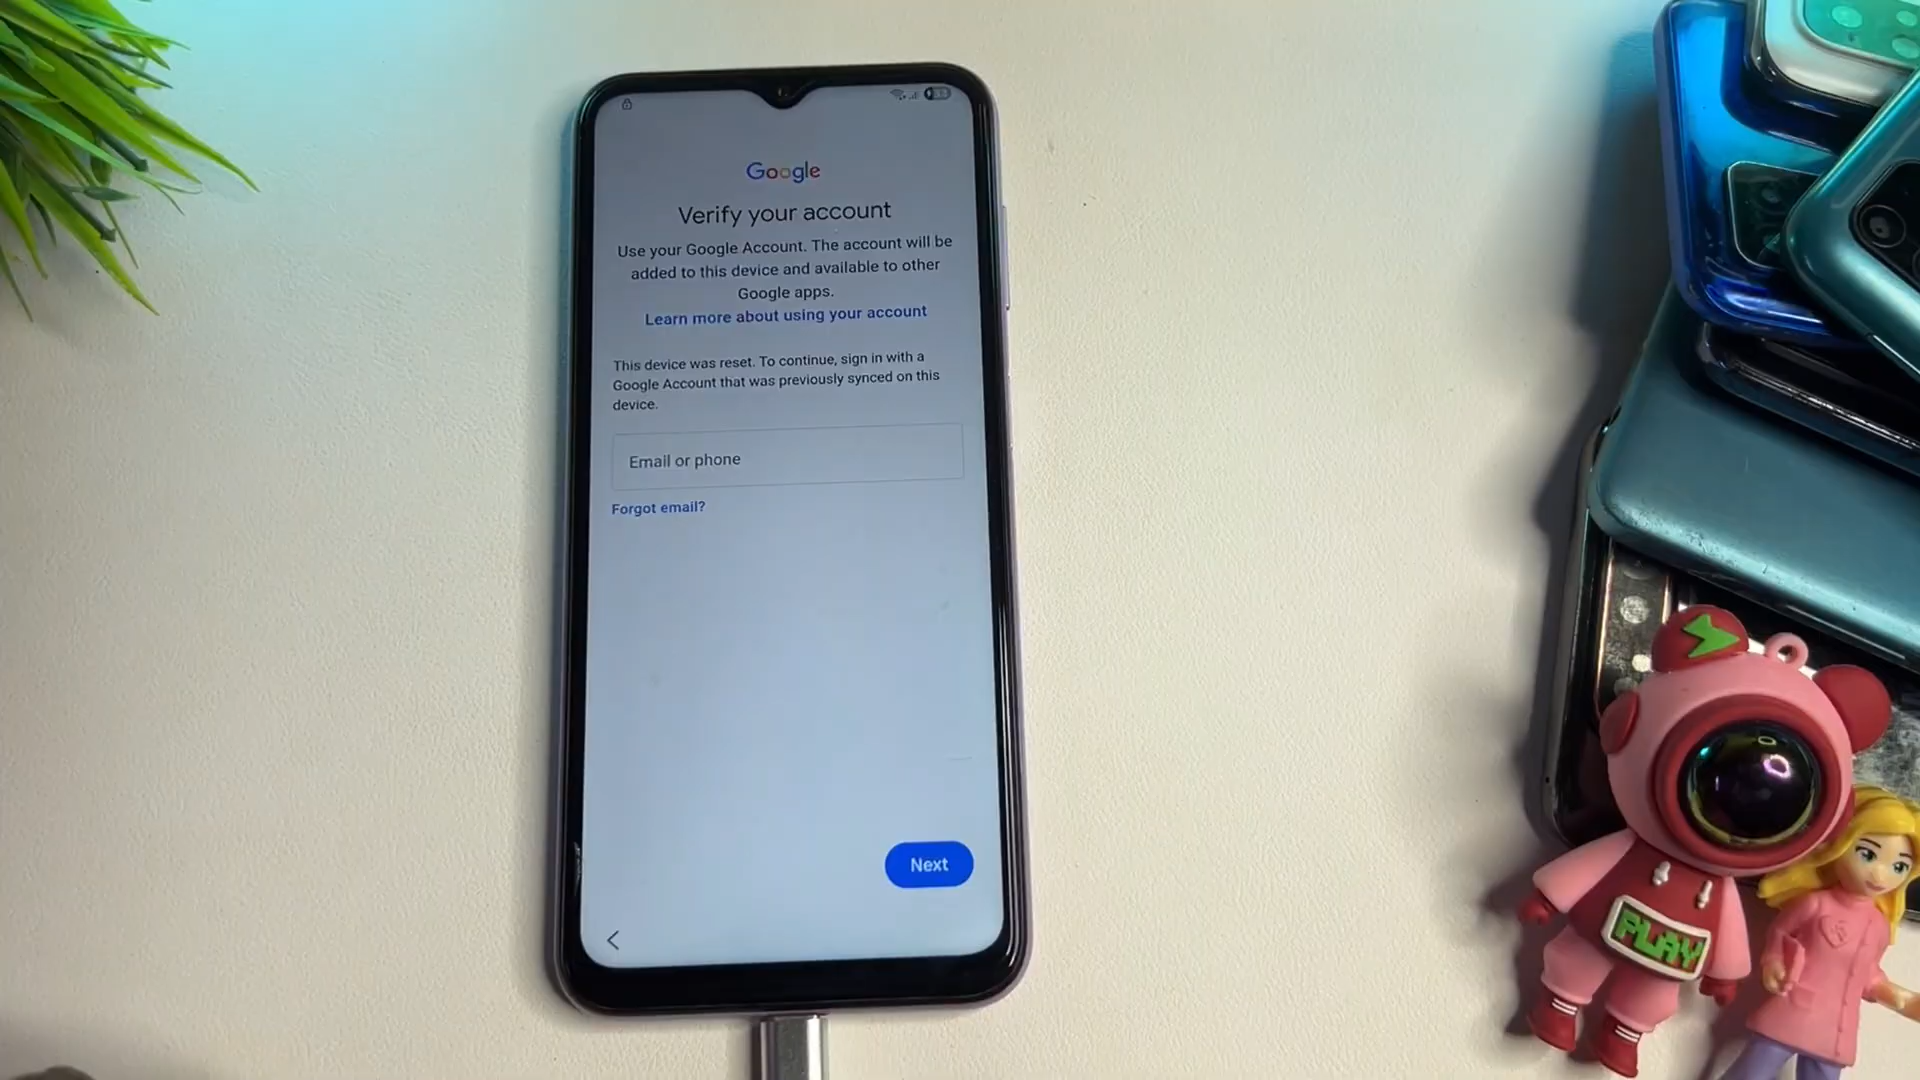 Google
Verify your account
Use your Google Account. The account will be
added to this device and available to other
Google apps.
Learn more about using your account
This device was reset. To continue, sign in with a
Google Account that was previously synced on this
device.
Email or phone
Forgot email?
Next
PLAY